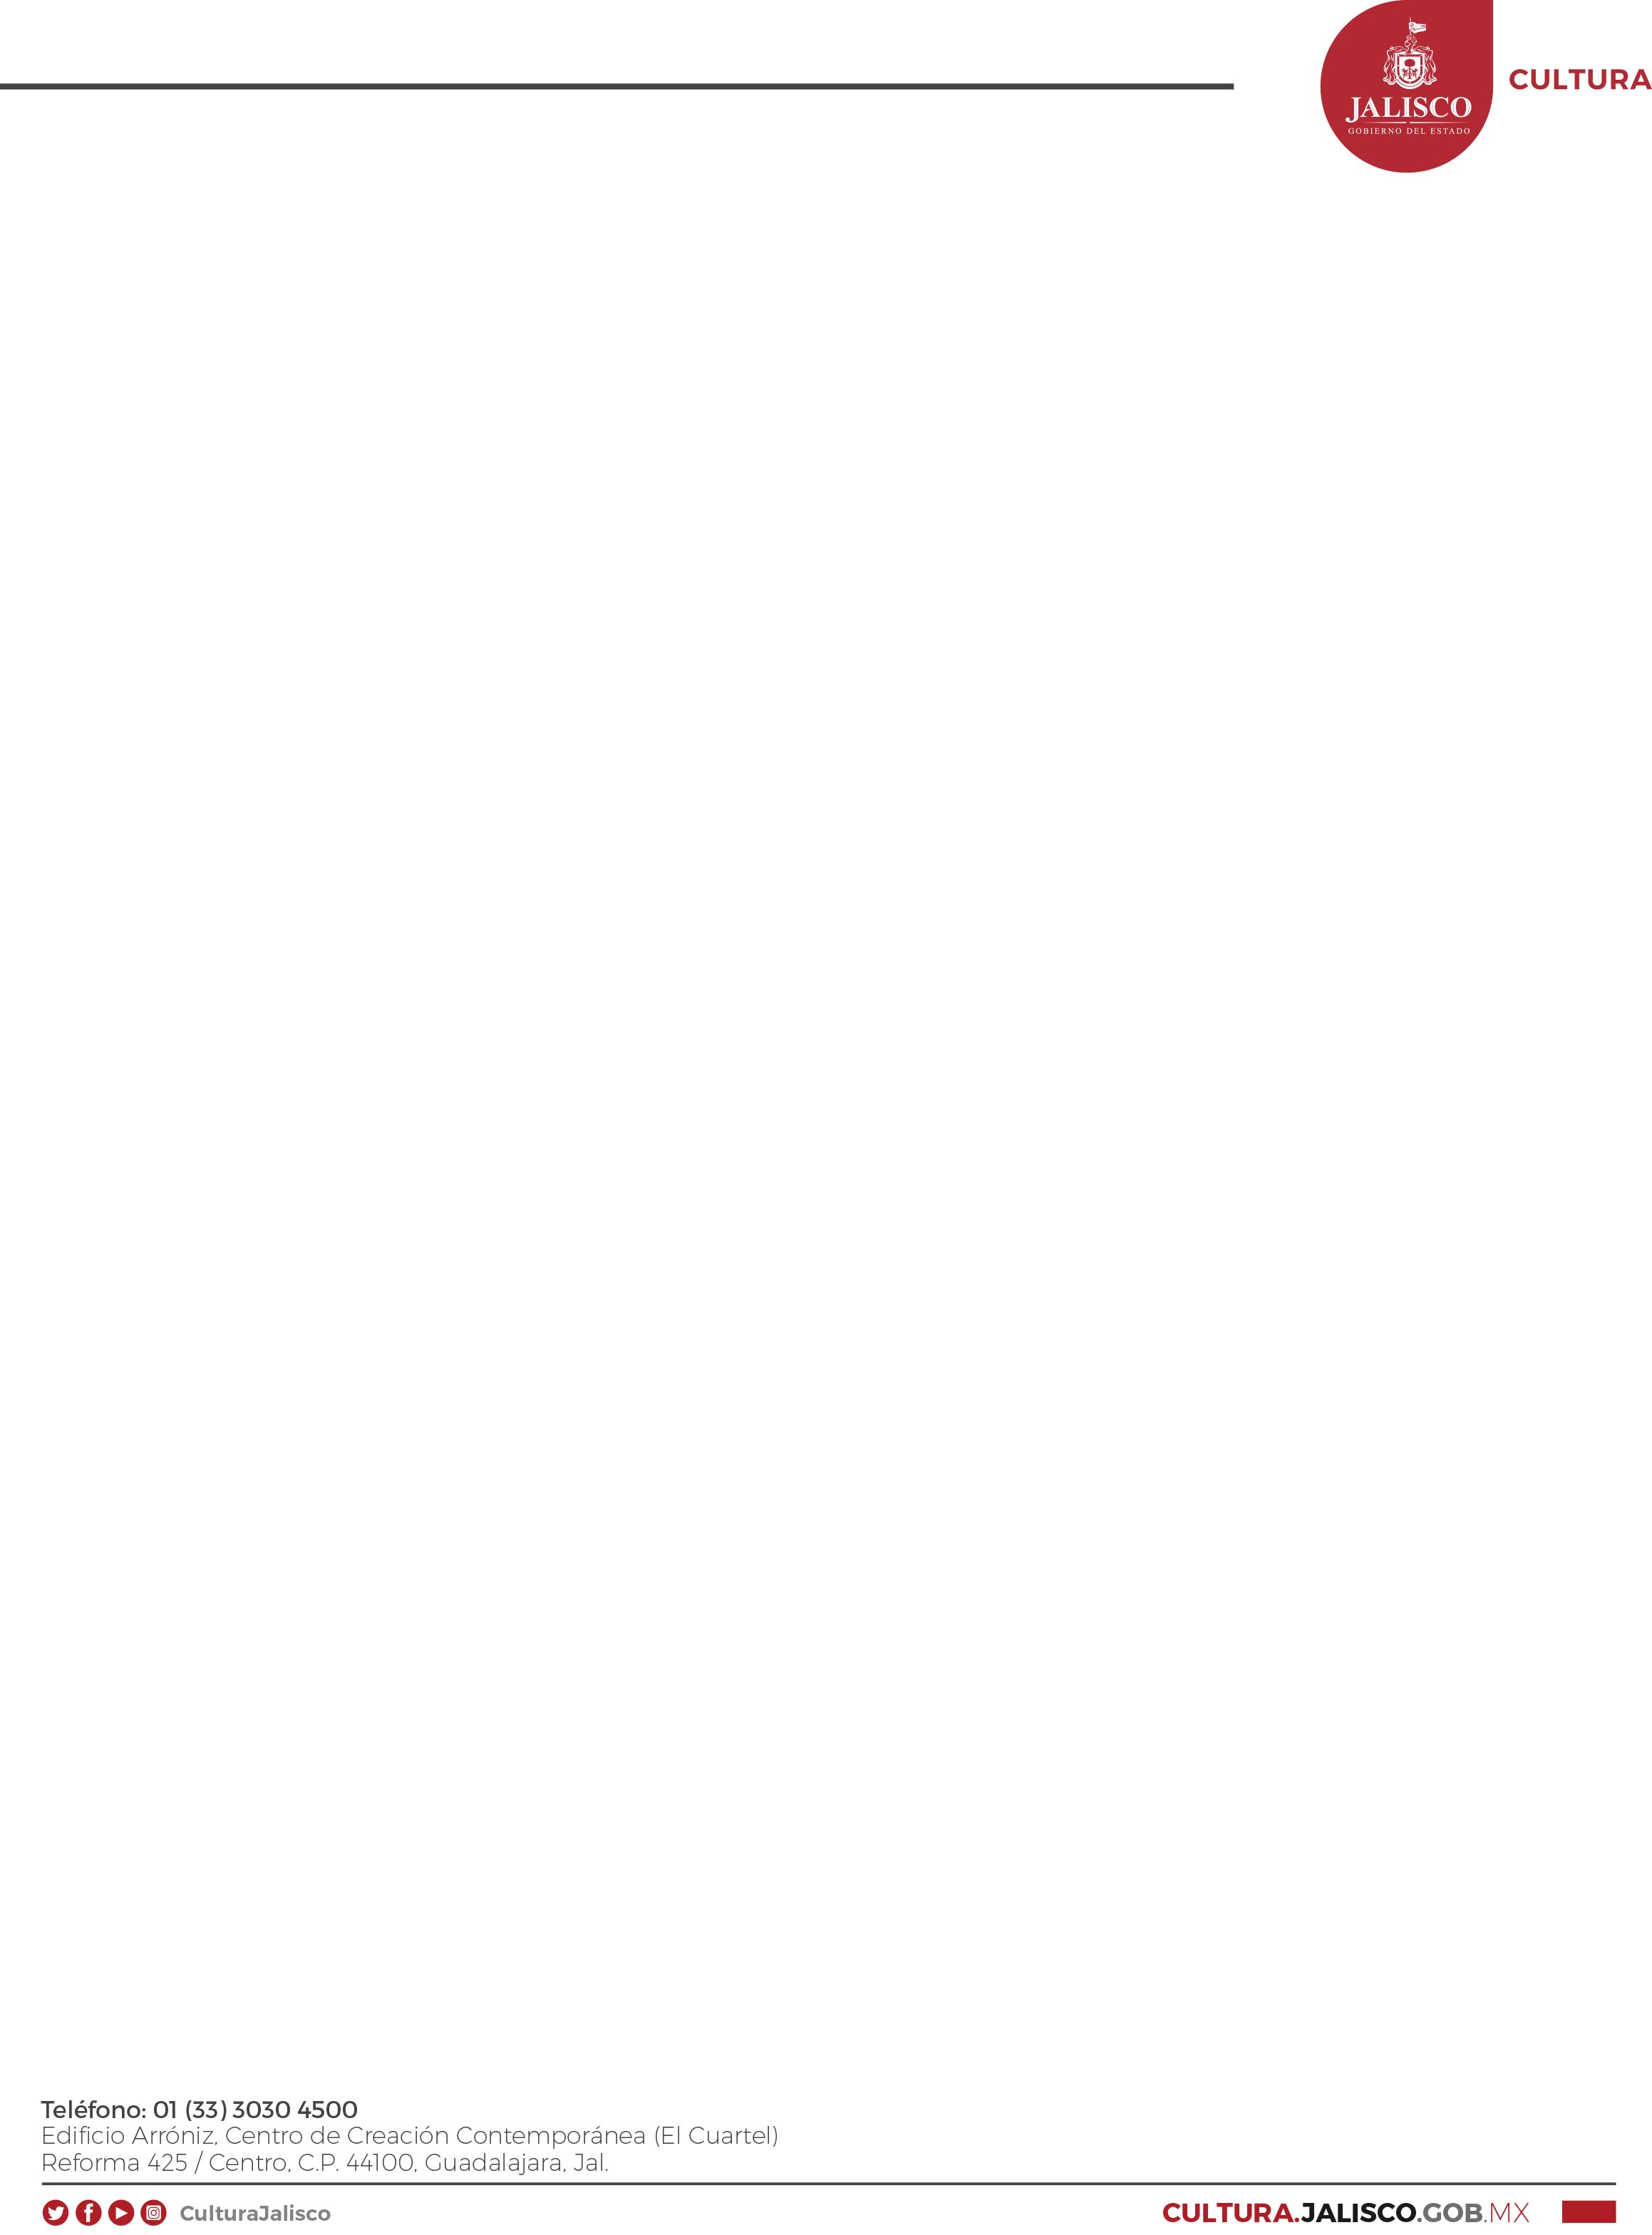 JALISCO
GOBIERNO DEL ESTADO
CULTURA
Teléfono: 01 (33) 3030 4500
Edificio Arróniz, Centro de Creación Contemporánea (El Cuartel)
Reforma 425 / Centro, C.P. 44100, Guadalajara, Jal.
CulturaJalisco
CULTURA.JALISCO.GOB.MX